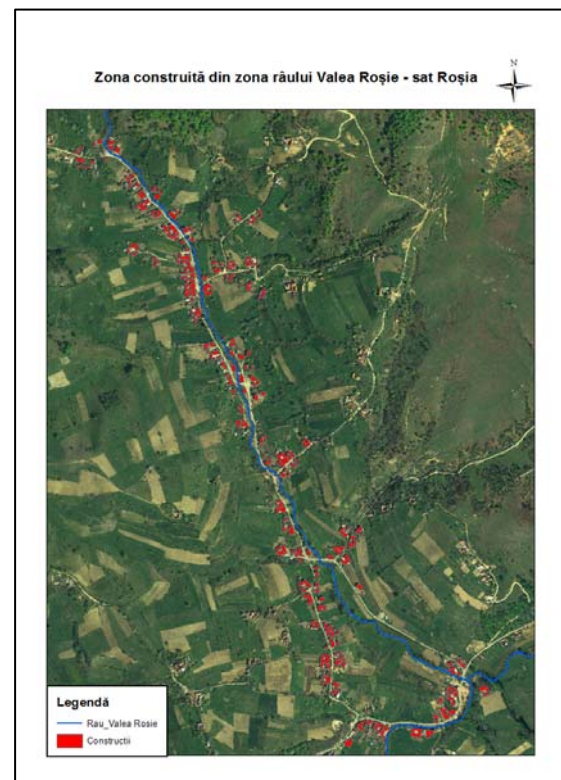 Zona construită din zona râului Valea Roșie - sat Roșia
N
Legendă
Rau_Valea Rosie
Constructii